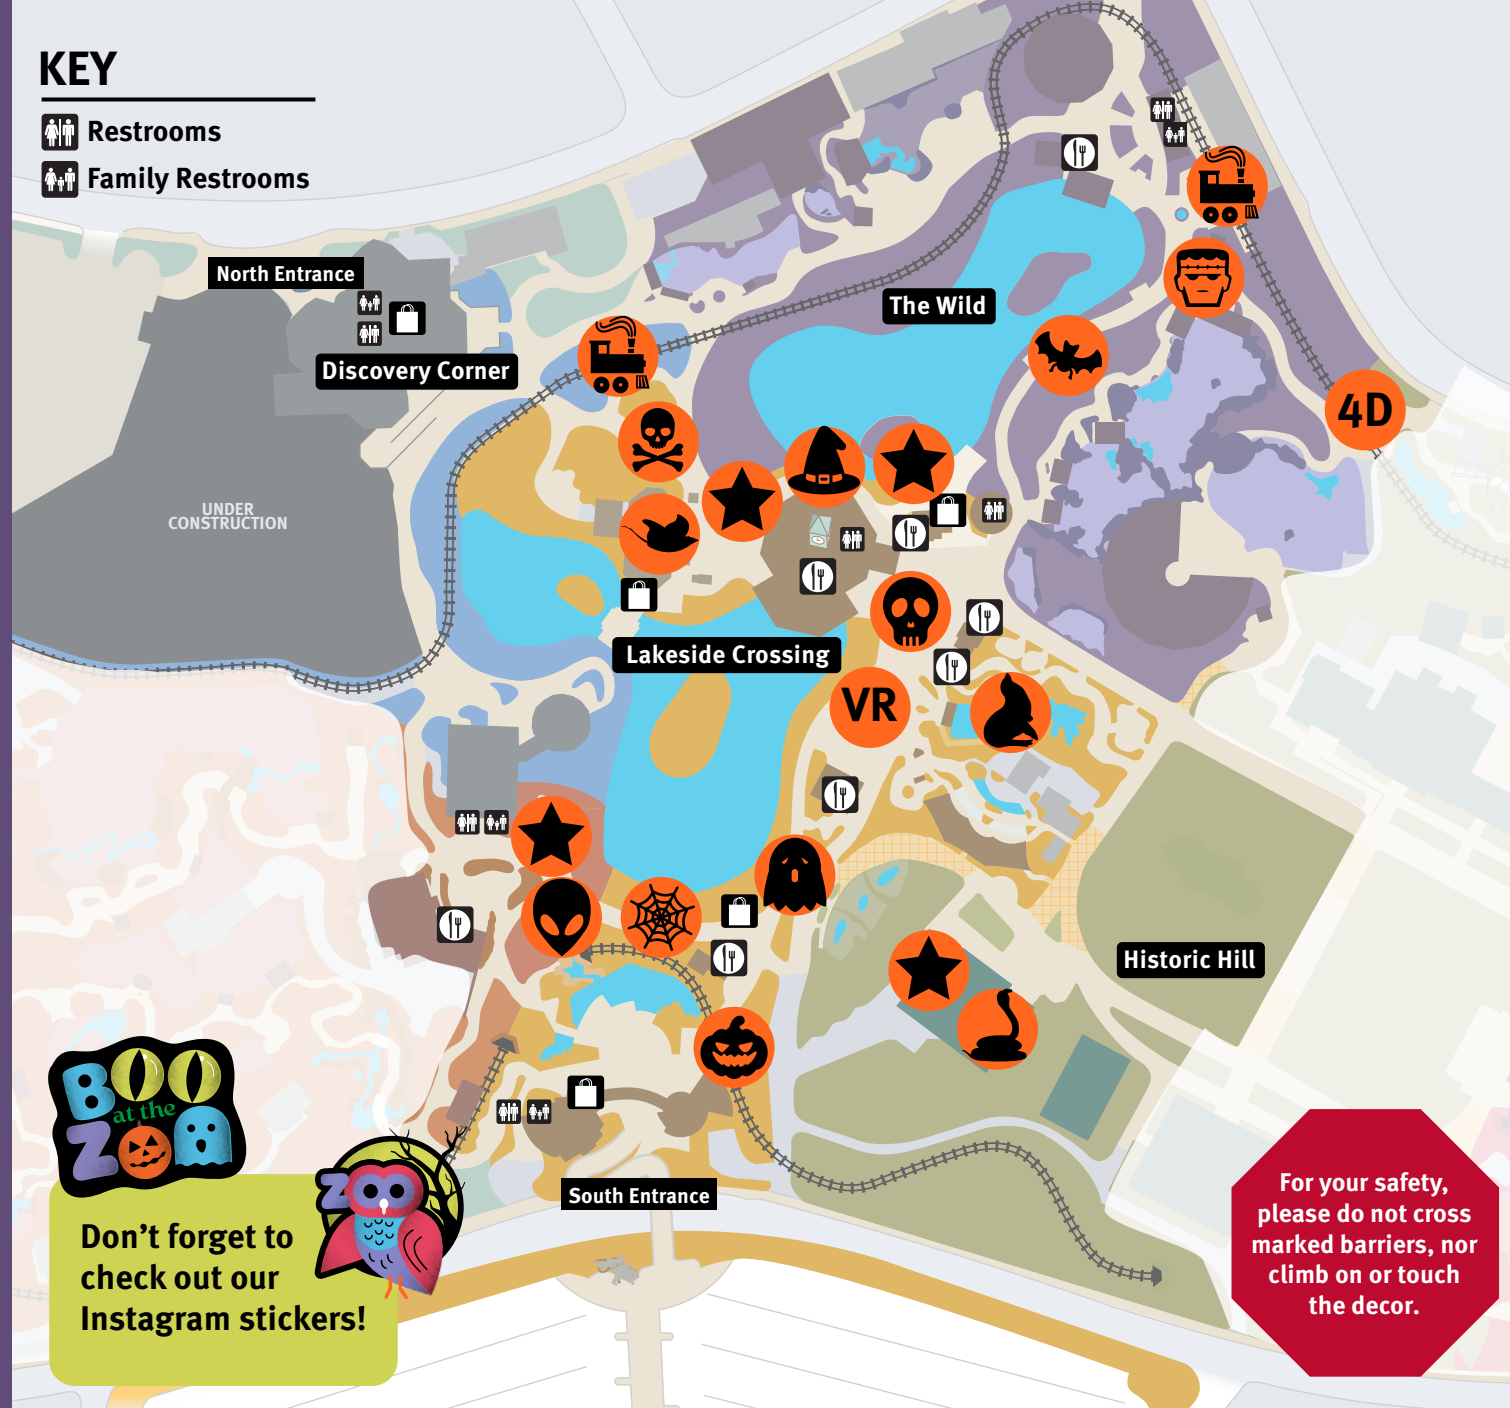 KEY
Restrooms
Family Restrooms
North Entrance
Discovery Corner
The Wild
4D
UNDER
CONSTRUCTION
Lakeside Crossing
VR
Historic Hill
BOO
at the
ZOO
ZOO
Don't forget to
check out our
Instagram stickers!
South Entrance
For your safety,
please do not cross
marked barriers, nor
climb on or touch
the decor.